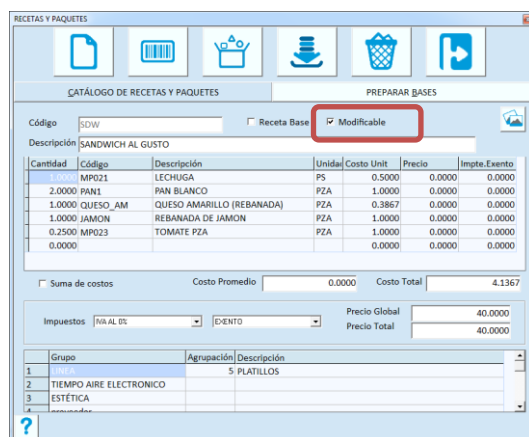 RECETAS Y PAQUETES
CATÁLOGO DE RECETAS Y PAQUETES PREPARAR BASES
Código SDW Receta Base Modificable
Descripción SANDWICH AL GUSTO
Cantidad Código Descripción Unidad Costo Unit Precio Impte.Exento
1.0000 MP021 LECHUGA PS 0.5000 0.0000 0.0000
2.0000 PAN1 PAN BLANCO PZA 1.0000 0.0000 0.0000
1.0000 QUESO_AM QUESO AMARILLO (REBANADA) PZA 0.3867 0.0000 0.0000
1.0000 JAMON REBANADA DE JAMON PZA 1.0000 0.0000 0.0000
0.2500 MP023 TOMATE PZA PZA 1.0000 0.0000 0.0000
0.0000 0.0000 0.0000 0.0000
Suma de costos Costo Promedio 0.0000 Costo Total 4.1367
Impuestos IVA AL 0% EXENTO Precio Global 40.0000
Precio Total 40.0000
Grupo Agrupación Descripción
1 LINEA 5 PLATILLOS
2 TIEMPO AIRE ELECTRONICO
3 ESTÉTICA
4 proveedor
?